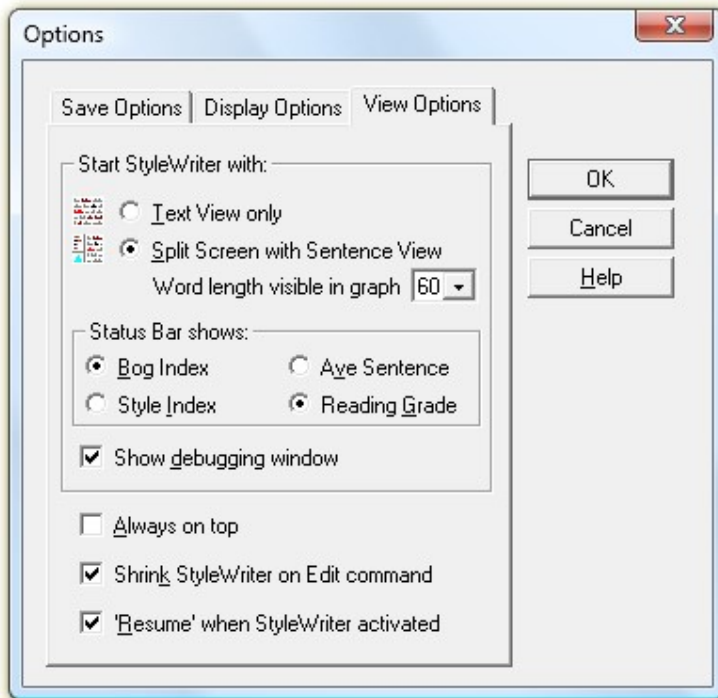 Options
Save Options Display Options View Options
Start StyleWriter with:
Text View only
Split Screen with Sentence View
Word length visible in graph 60
Status Bar shows:
Bog Index Ave Sentence
Style Index Reading Grade
Show debugging window
Always on top
Shrink StyleWriter on Edit command
'Resume' when StyleWriter activated
OK
Cancel
Help